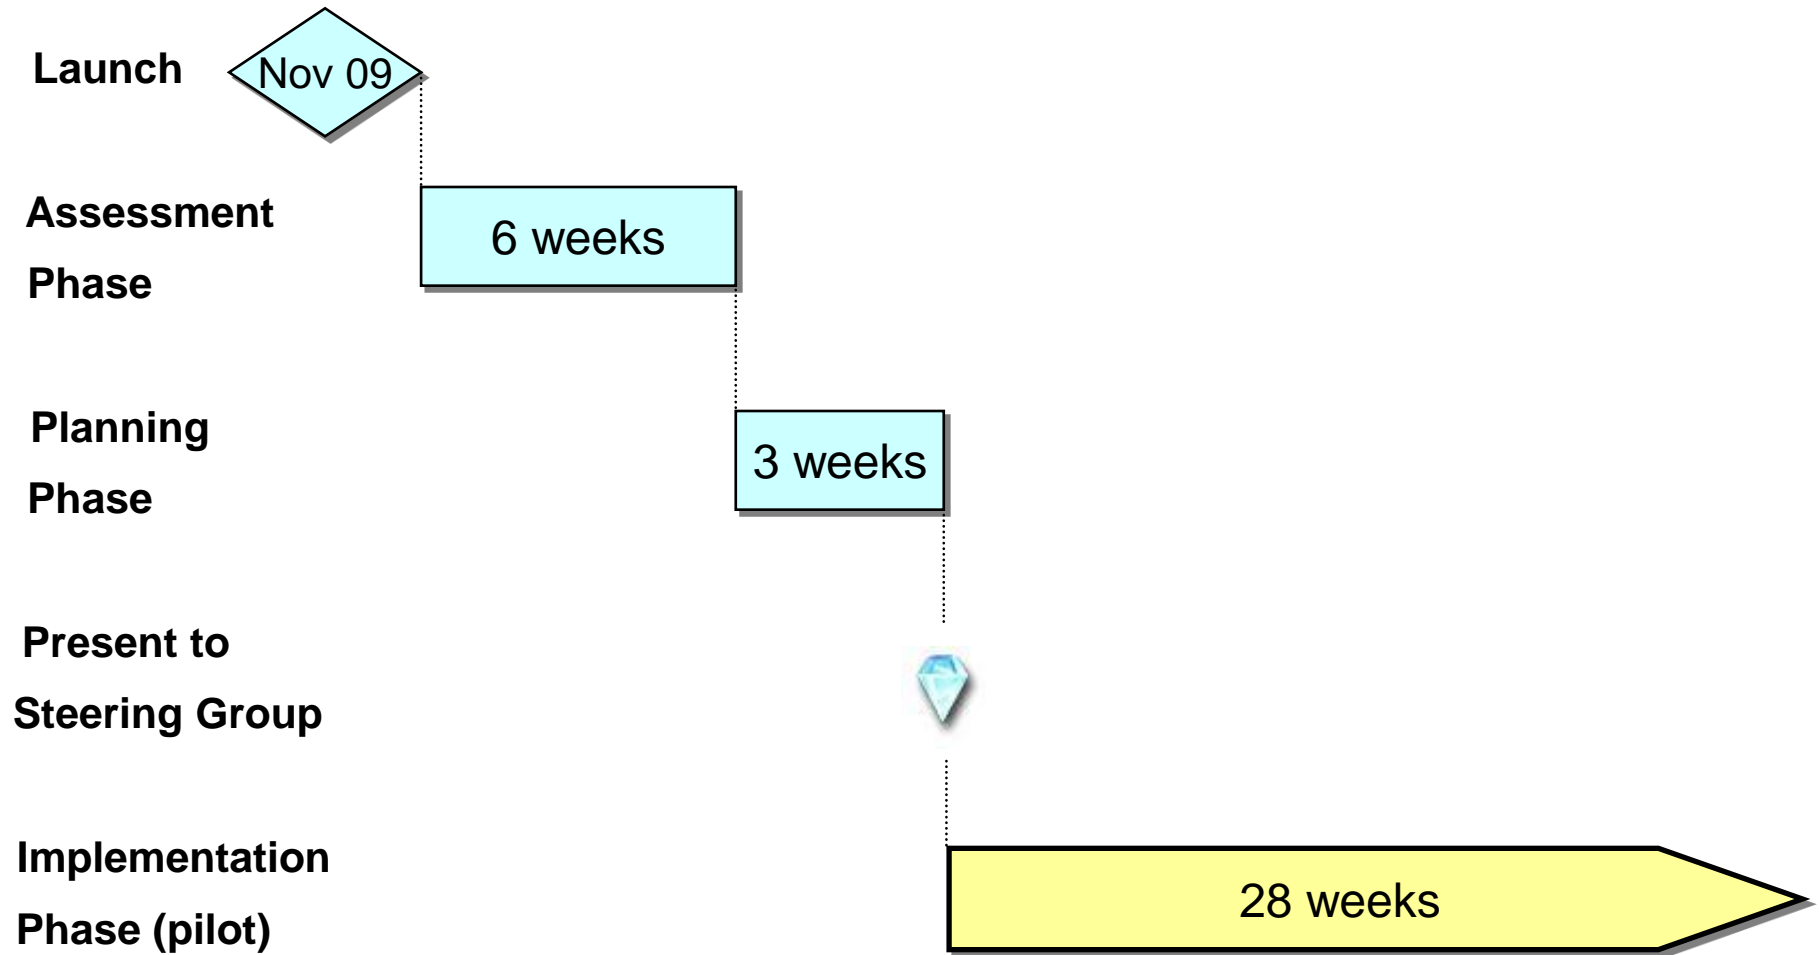 Launch
Nov 09
Assessment
Phase
6 weeks
Planning
Phase
3 weeks
Present to
Steering Group
Implementation
Phase (pilot)
28 weeks